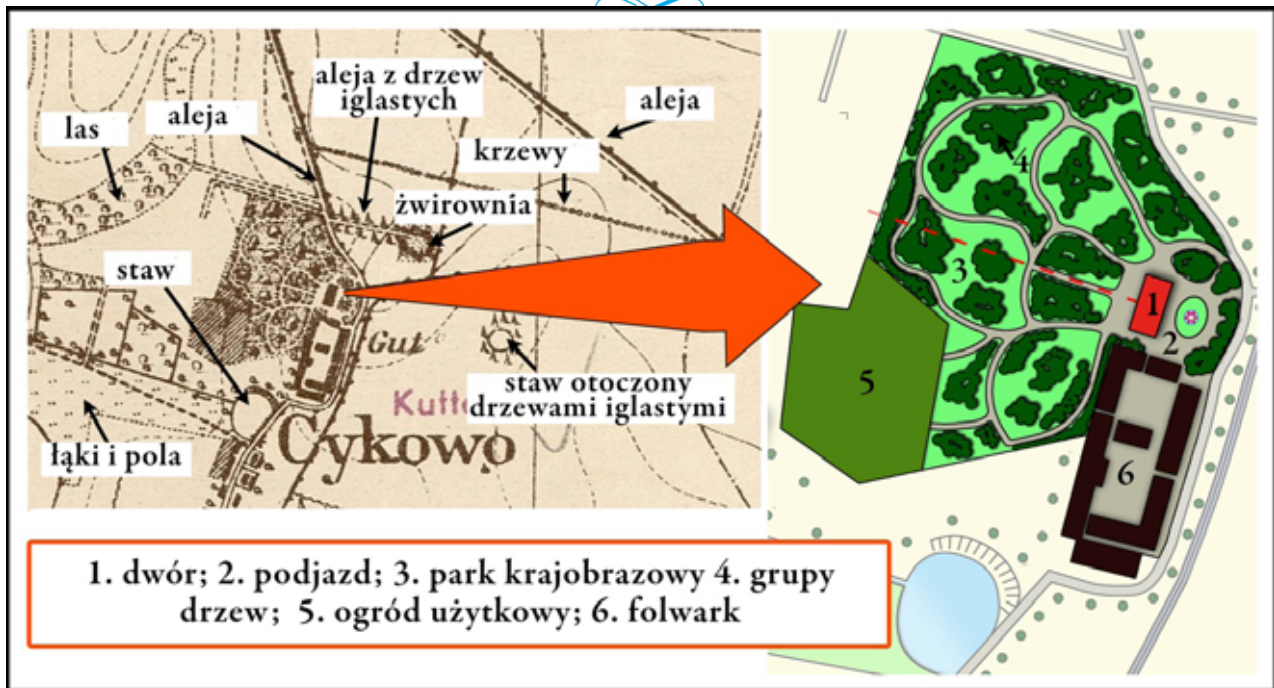 las
aleja
aleja z drzew
iglastych
aleja
krzewy
żwirownia
staw
Gut
staw otoczony
drzewami iglastymi
Cykowo
łąki i pola
4
3
1
2
5
6
1. dwór; 2. podjazd; 3. park krajobrazowy 4. grupy
drzew; 5. ogród użytkowy; 6. folwark